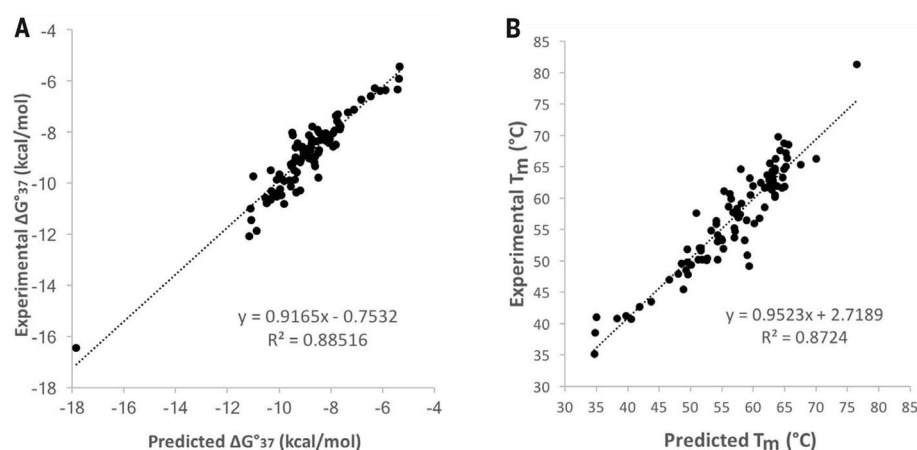 A
-4
-6
-8
-10
-12
-14
-16
-18
Experimental ΔG°37 (kcal/mol)
y = 0.9165x - 0.7532
R² = 0.88516
-18 -16 -14 -12 -10 -8 -6 -4
Predicted ΔG°37 (kcal/mol)
B
85
80
75
70
65
60
55
50
45
40
35
30
Experimental Tm (°C)
y = 0.9523x + 2.7189
R² = 0.8724
30 35 40 45 50 55 60 65 70 75 80 85
Predicted Tm (°C)